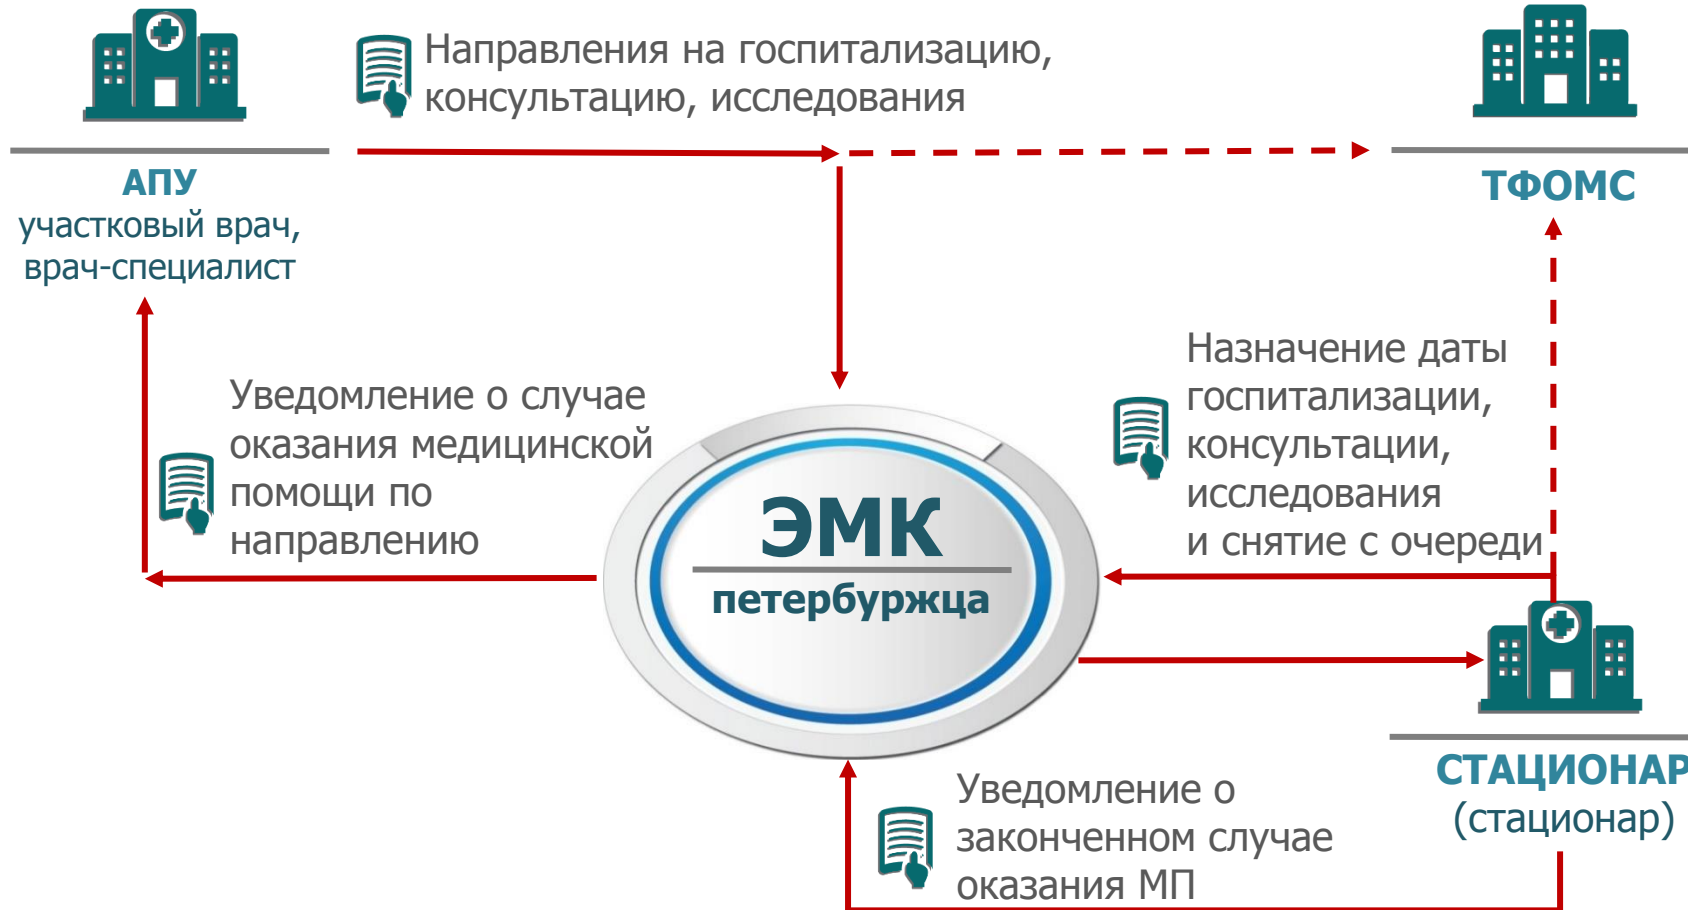 Направления на госпитализацию,
консультацию, исследования
АПУ
участковый врач,
врач-специалист
ТФОМС
Уведомление о случае
оказания медицинской
помощи по
направлению
Назначение даты
госпитализации,
консультации,
исследования
и снятие с очереди
ЭМК
петербуржца
СТАЦИОНАР
(стационар)
Уведомление о
законченном случае
оказания МП